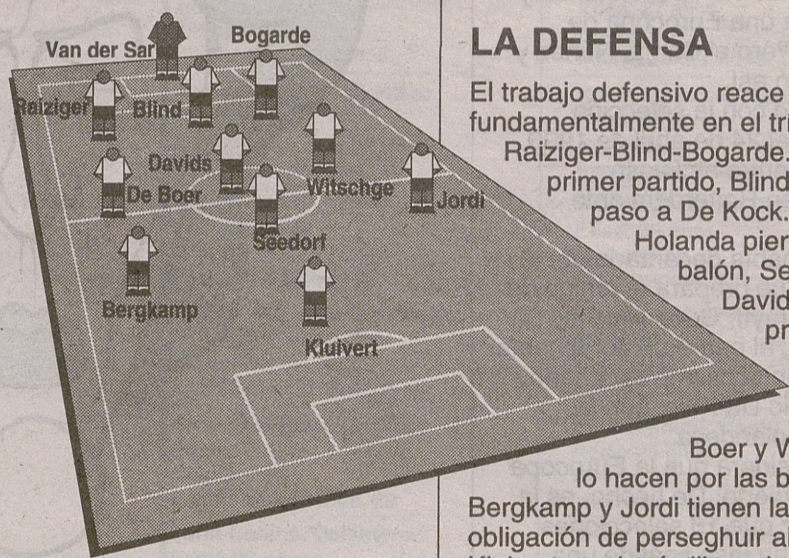 Van der Sar
Bogarde
Raiziger
Blind
Davids
De Boer
Witschge
Jordi
Seedorf
Bergkamp
Kluivert
LA DEFENSA
El trabajo defensivo reace
fundamentalmente en el trí
Raiziger-Blind-Bogarde.
primer partido, Blind
paso a De Kock.
Holanda pier
balón, Se
David
pr
Boer y W
lo hacen por las b
Bergkamp y Jordi tienen la
obligación de perseghuir al